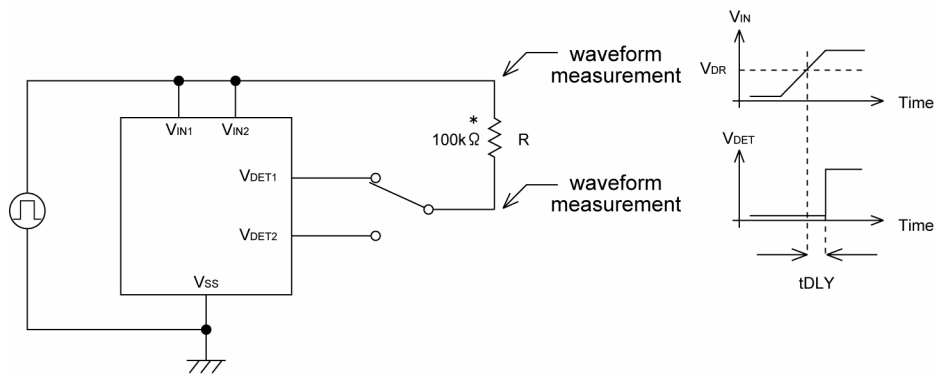 waveform
measurement
VIN1
VIN2
*
100kΩ
R
VDET1
VDET2
waveform
measurement
VSS
VIN
VDR
Time
VDET
Time
tDLY